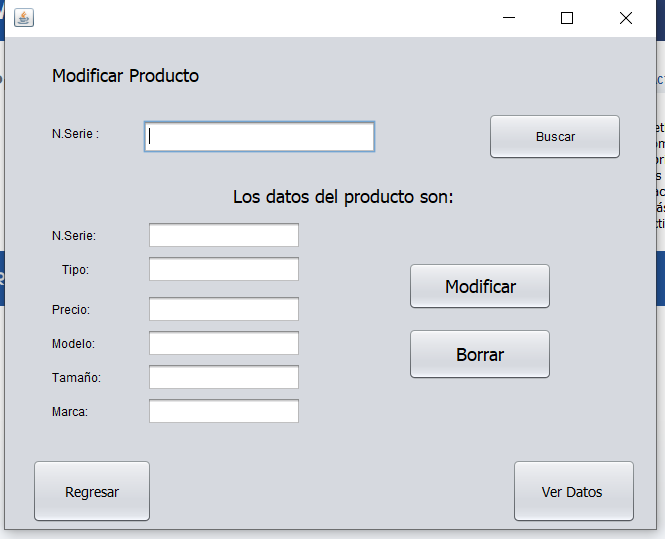 Modificar Producto
N.Serie :
Buscar
Los datos del producto son:
N.Serie:
Tipo:
Precio:
Modelo:
Tamaño:
Marca:
Modificar
Borrar
Regresar
Ver Datos